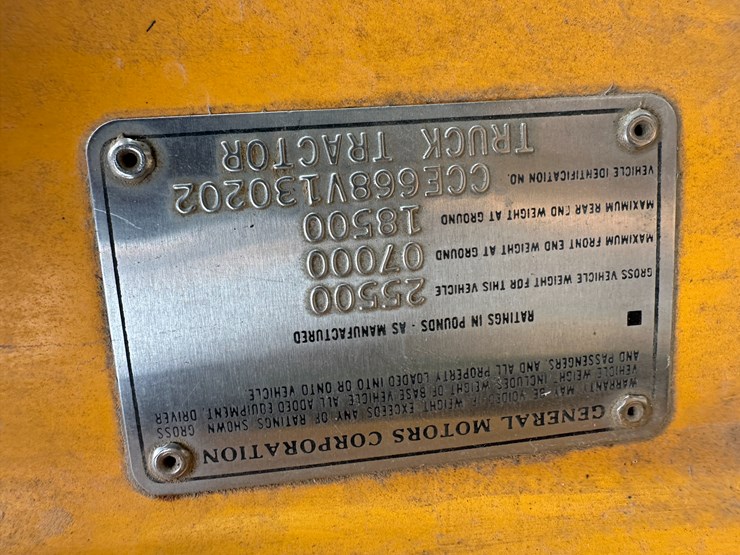 GENERAL MOTORS CORPORATION
WARRANTY MAY BE VOIDED IF WEIGHT EXCEEDS ANY OF RATINGS SHOWN. GROSS
VEHICLE WEIGHT INCLUDES WEIGHT OF BASE VEHICLE, ALL ADDED EQUIPMENT, DRIVER
AND PASSENGERS, AND ALL PROPERTY LOADED INTO OR ONTO VEHICLE
RATINGS IN POUNDS - AS MANUFACTURED
GROSS VEHICLE WEIGHT FOR THIS VEHICLE 25500
MAXIMUM FRONT END WEIGHT AT GROUND 07000
MAXIMUM REAR END WEIGHT AT GROUND 18500
VEHICLE IDENTIFICATION NO. CCE668V130202
TRUCK TRACTOR